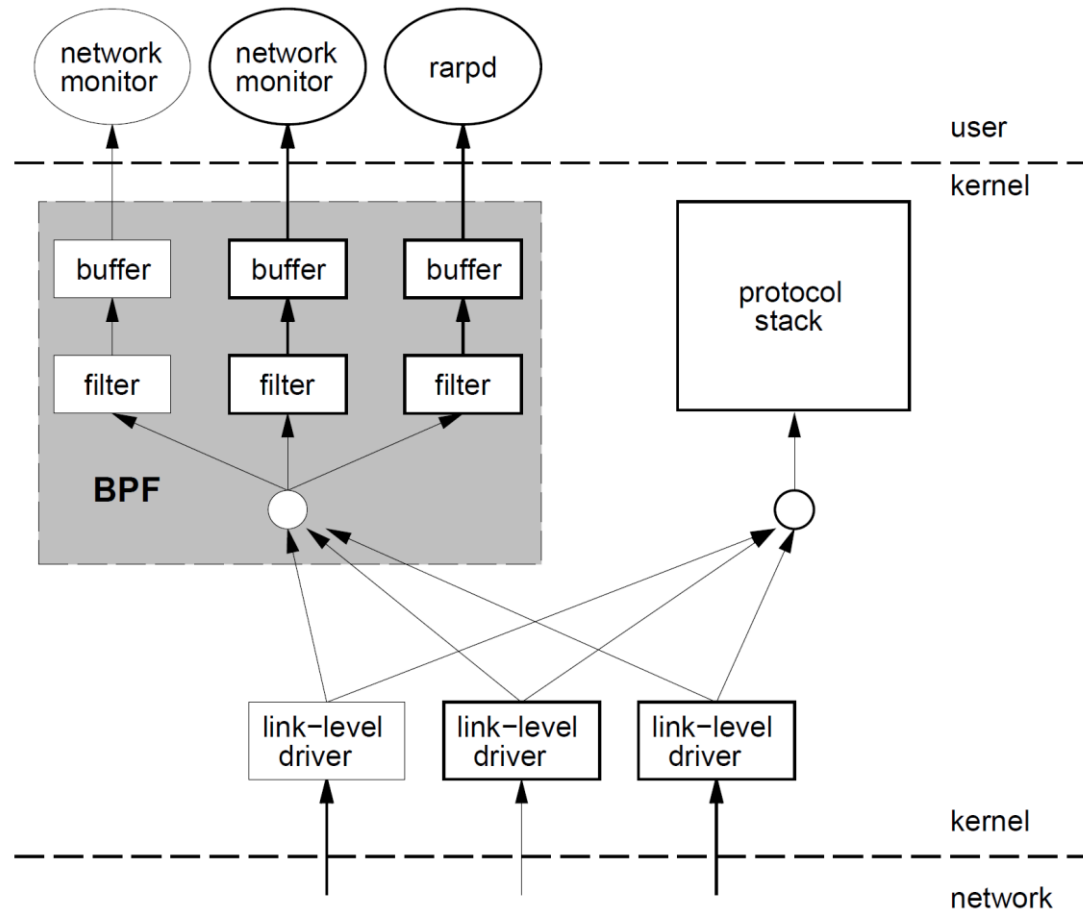 network
monitor
network
monitor
rarpd
user
kernel
buffer
buffer
buffer
protocol
stack
filter
filter
filter
BPF
link−level
driver
link−level
driver
link−level
driver
kernel
network